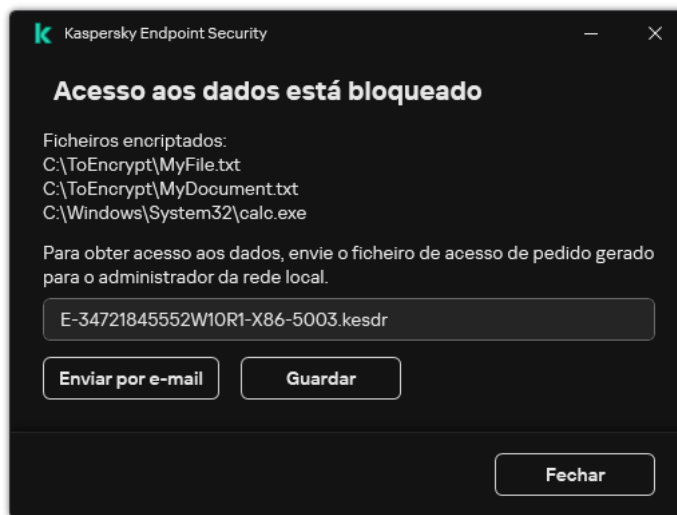 Kaspersky Endpoint Security
Acesso aos dados está bloqueado
Ficheiros encriptados:
C:\ToEncrypt\MyFile.txt
C:\ToEncrypt\MyDocument.txt
C:\Windows\System32\calc.exe
Para obter acesso aos dados, envie o ficheiro de acesso de pedido gerado
para o administrador da rede local.
E-34721845552W10R1-X86-5003.kesdr
Enviar por e-mail
Guardar
Fechar